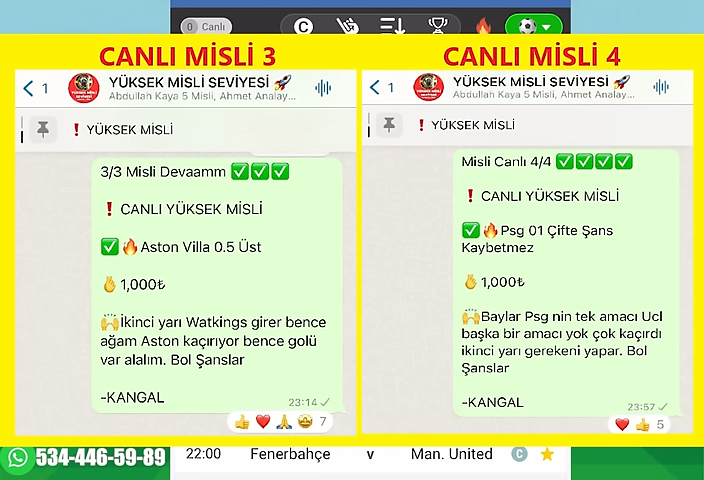 0 Canlı
CANLI MİSLİ 3
1
YÜKSEK MİSLİ SEVİYESİ 🚀
Abdullah Kaya 5 Misli, Ahmet Analay...
❗ YÜKSEK MİSLİ
3/3 Misli Devaamm ✅✅✅
❗ CANLI YÜKSEK MİSLİ
✅🔥Aston Villa 0.5 Üst
🫰1,000₺
🙌İkinci yarı Watkings girer bence
ağam Aston kaçırıyor bence golü
var alalım. Bol Şanslar
-KANGAL
23:14 ✓
👍❤️🙏🤩 7
CANLI MİSLİ 4
1
YÜKSEK MİSLİ SEVİYESİ 🚀
Abdullah Kaya 5 Misli, Ahmet Analay...
❗ YÜKSEK MİSLİ
Misli Canlı 4/4 ✅✅✅✅
❗ CANLI YÜKSEK MİSLİ
✅🔥Psg 01 Çifte Şans
Kaybetmez
🫰1,000₺
🙌Baylar Psg nin tek amacı Ucl
başka bir amacı yok çok kaçırdı
ikinci yarı gerekeni yapar. Bol
Şanslar
-KANGAL
23:57 ✓
❤️👍 5
534-446-59-89
22:00 Fenerbahçe v Man. United C